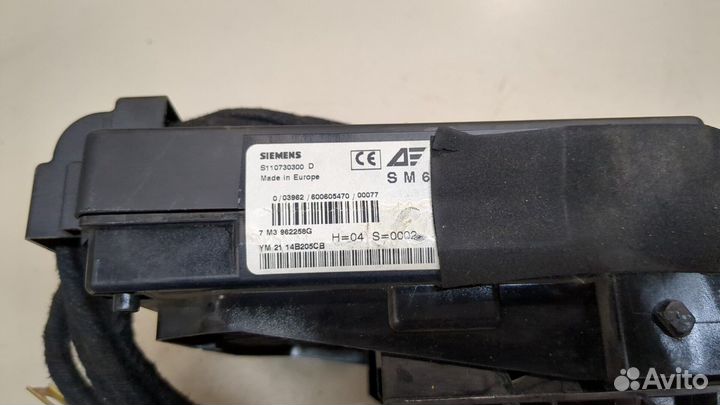 SIEMENS
S110730300 D
Made in Europe
CE
SM6
0/03962/600605470/00077
7 M3 962258G
H=04 S=0002
YM 21 14B205CB
Avito